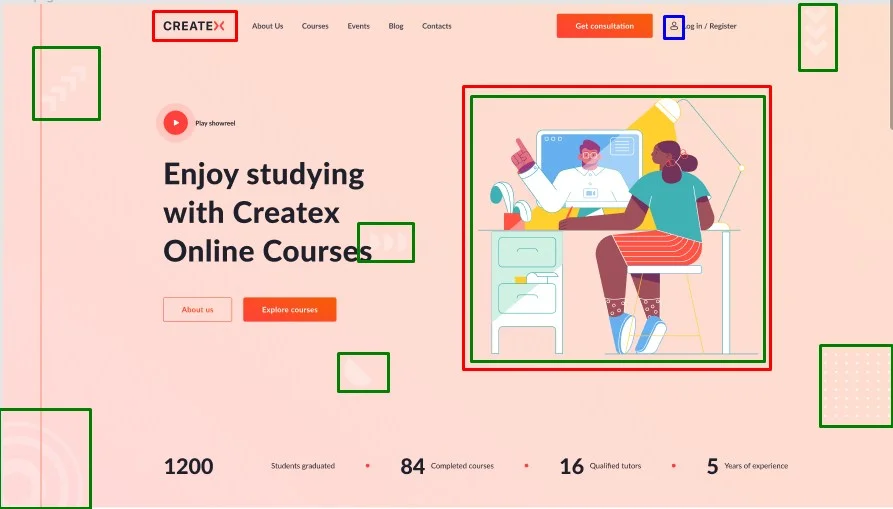 CREATEX About Us Courses Events Blog Contacts Get consultation Log in / Register
Play showreel
Enjoy studying
with Createx
Online Courses
About us Explore courses
1200 Students graduated 84 Completed courses 16 Qualified tutors 5 Years of experience